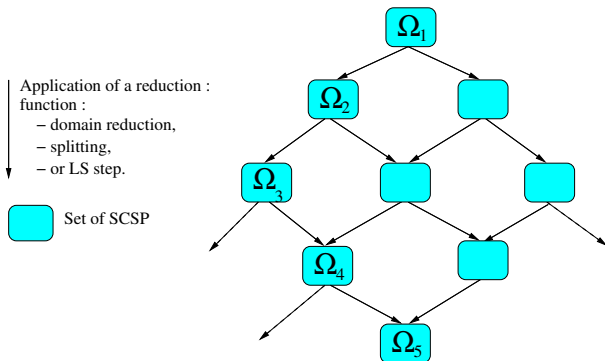 Ω1
Application of a reduction :
function :
– domain reduction,
– splitting,
– or LS step.
Ω2
Ω3
Set of SCSP
Ω4
Ω5